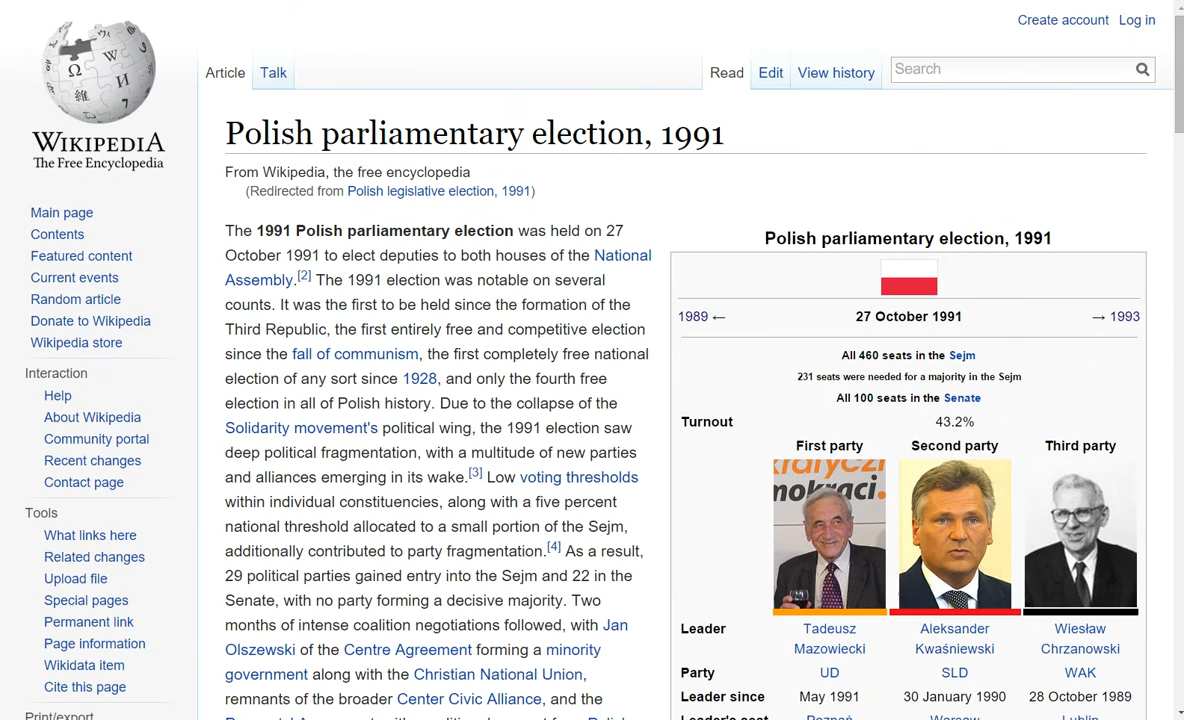 Create account Log in
Article Talk Read Edit View history Search
WIKIPEDIA
The Free Encyclopedia
Main page
Contents
Featured content
Current events
Random article
Donate to Wikipedia
Wikipedia store
Interaction
Help
About Wikipedia
Community portal
Recent changes
Contact page
Tools
What links here
Related changes
Upload file
Special pages
Permanent link
Page information
Wikidata item
Cite this page
Print/export
Polish parliamentary election, 1991
From Wikipedia, the free encyclopedia
(Redirected from Polish legislative election, 1991)
The 1991 Polish parliamentary election was held on 27
October 1991 to elect deputies to both houses of the National
Assembly.[2] The 1991 election was notable on several
counts. It was the first to be held since the formation of the
Third Republic, the first entirely free and competitive election
since the fall of communism, the first completely free national
election of any sort since 1928, and only the fourth free
election in all of Polish history. Due to the collapse of the
Solidarity movement's political wing, the 1991 election saw
deep political fragmentation, with a multitude of new parties
and alliances emerging in its wake.[3] Low voting thresholds
within individual constituencies, along with a five percent
national threshold allocated to a small portion of the Sejm,
additionally contributed to party fragmentation.[4] As a result,
29 political parties gained entry into the Sejm and 22 in the
Senate, with no party forming a decisive majority. Two
months of intense coalition negotiations followed, with Jan
Olszewski of the Centre Agreement forming a minority
government along with the Christian National Union,
remnants of the broader Center Civic Alliance, and the
Polish parliamentary election, 1991
1989 ← 27 October 1991 → 1993
All 460 seats in the Sejm
231 seats were needed for a majority in the Sejm
All 100 seats in the Senate
Turnout 43.2%
First party Second party Third party
mokraci.
Leader Tadeusz Mazowiecki Aleksander Kwaśniewski Wiesław Chrzanowski
Party UD SLD WAK
Leader since May 1991 30 January 1990 28 October 1989
Leader's seat Poznań Warsaw Lublin